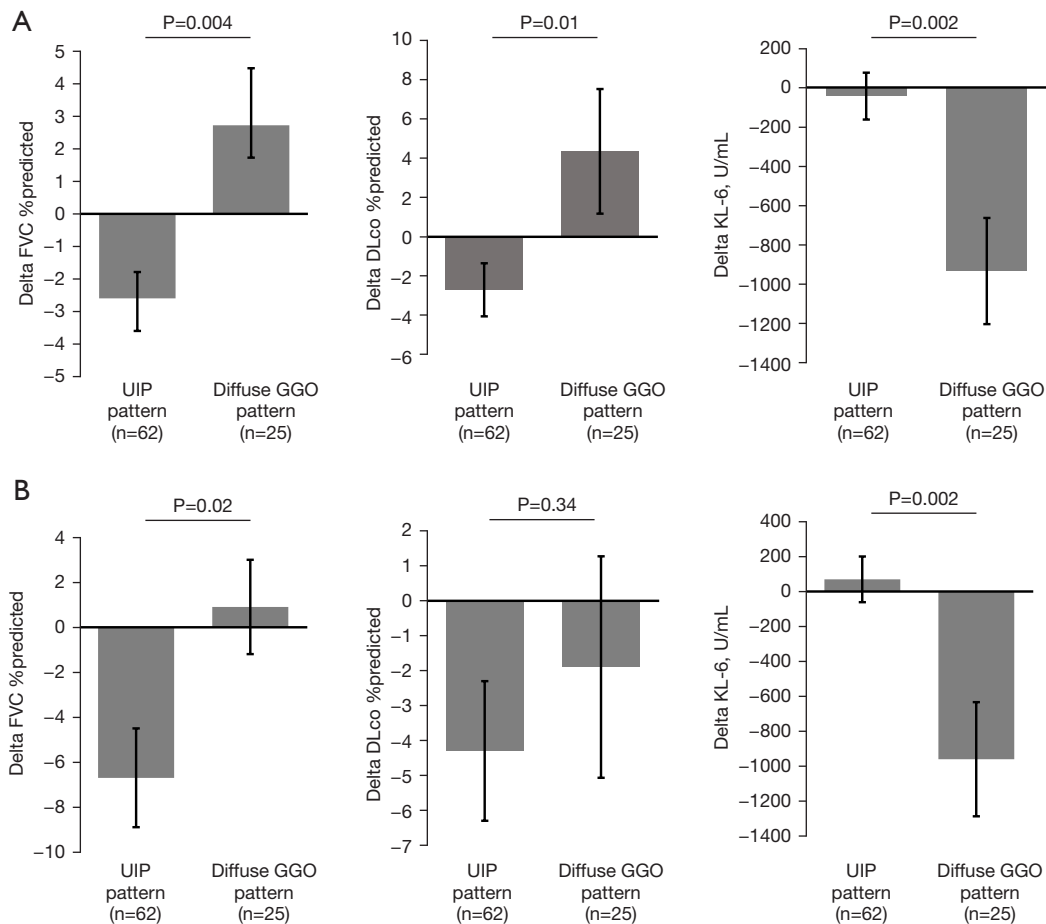 A
P=0.004
Delta FVC %predicted
5
4
3
2
1
0
−1
−2
−3
−4
−5
UIP
pattern
(n=62)
Diffuse GGO
pattern
(n=25)
P=0.01
Delta DLco %predicted
10
8
6
4
2
0
−2
−4
−6
UIP
pattern
(n=62)
Diffuse GGO
pattern
(n=25)
P=0.002
Delta KL-6, U/mL
200
0
−200
−400
−600
−800
−1000
−1200
−1400
UIP
pattern
(n=62)
Diffuse GGO
pattern
(n=25)
B
P=0.02
Delta FVC %predicted
4
2
0
−2
−4
−6
−8
−10
UIP
pattern
(n=62)
Diffuse GGO
pattern
(n=25)
P=0.34
Delta DLco %predicted
2
1
0
−1
−2
−3
−4
−5
−6
−7
UIP
pattern
(n=62)
Diffuse GGO
pattern
(n=25)
P=0.002
Delta KL-6, U/mL
400
200
0
−200
−400
−600
−800
−1000
−1200
−1400
UIP
pattern
(n=62)
Diffuse GGO
pattern
(n=25)